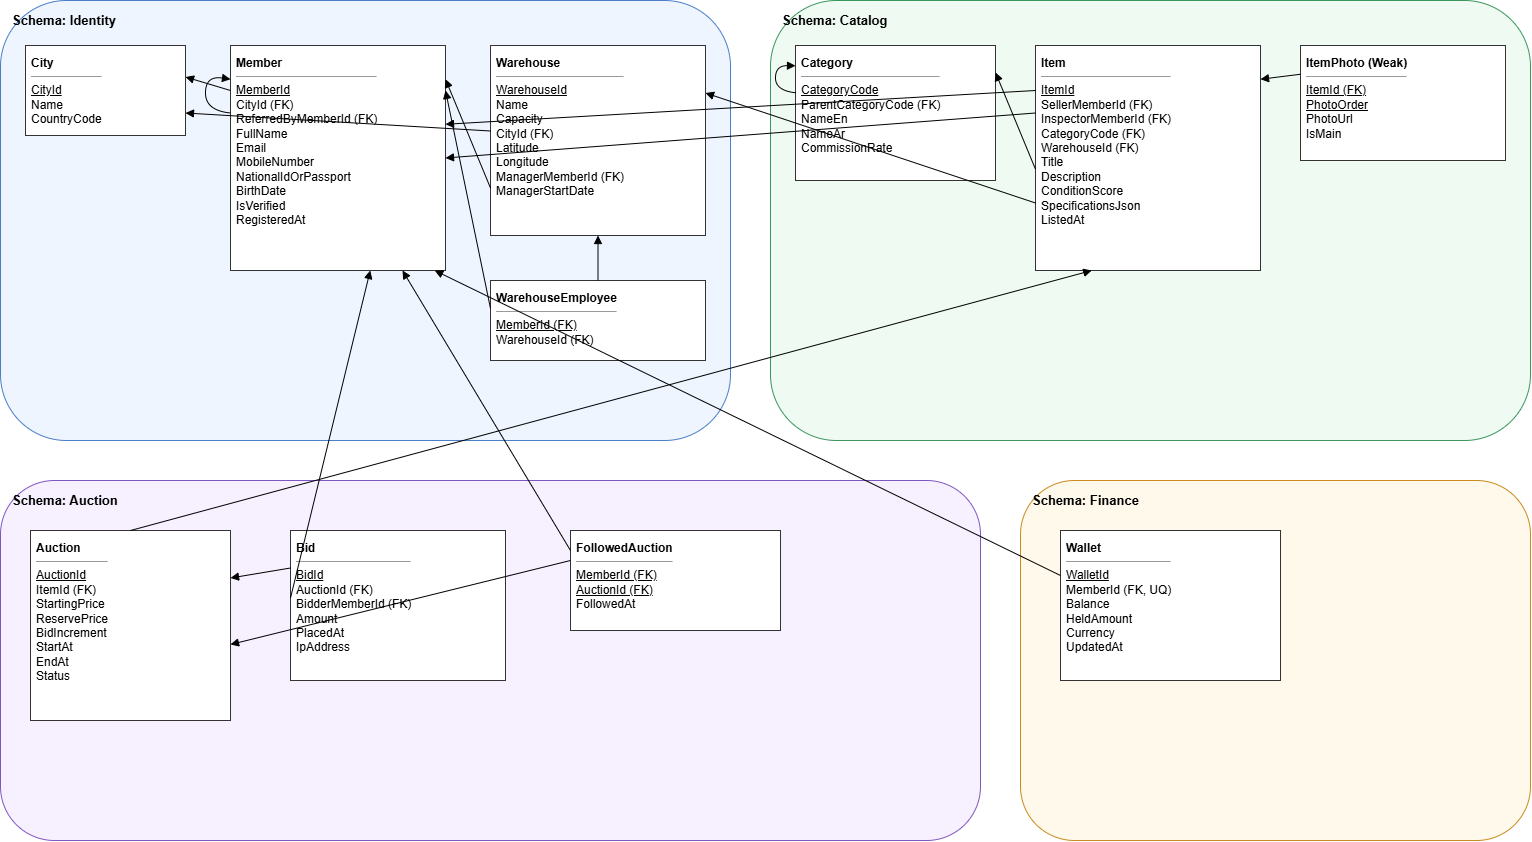 Schema: Identity
City
CityId
Name
CountryCode
Member
MemberId
CityId (FK)
ReferredByMemberId (FK)
FullName
Email
MobileNumber
NationalIdOrPassport
BirthDate
IsVerified
RegisteredAt
Warehouse
WarehouseId
Name
Capacity
CityId (FK)
Latitude
Longitude
ManagerMemberId (FK)
ManagerStartDate
WarehouseEmployee
MemberId (FK)
WarehouseId (FK)
Schema: Catalog
Category
CategoryCode
ParentCategoryCode (FK)
NameEn
NameAr
CommissionRate
Item
ItemId
SellerMemberId (FK)
InspectorMemberId (FK)
CategoryCode (FK)
WarehouseId (FK)
Title
Description
ConditionScore
SpecificationsJson
ListedAt
ItemPhoto (Weak)
ItemId (FK)
PhotoOrder
PhotoUrl
IsMain
Schema: Auction
Auction
AuctionId
ItemId (FK)
StartingPrice
ReservePrice
BidIncrement
StartAt
EndAt
Status
Bid
BidId
AuctionId (FK)
BidderMemberId (FK)
Amount
PlacedAt
IpAddress
FollowedAuction
MemberId (FK)
AuctionId (FK)
FollowedAt
Schema: Finance
Wallet
WalletId
MemberId (FK, UQ)
Balance
HeldAmount
Currency
UpdatedAt